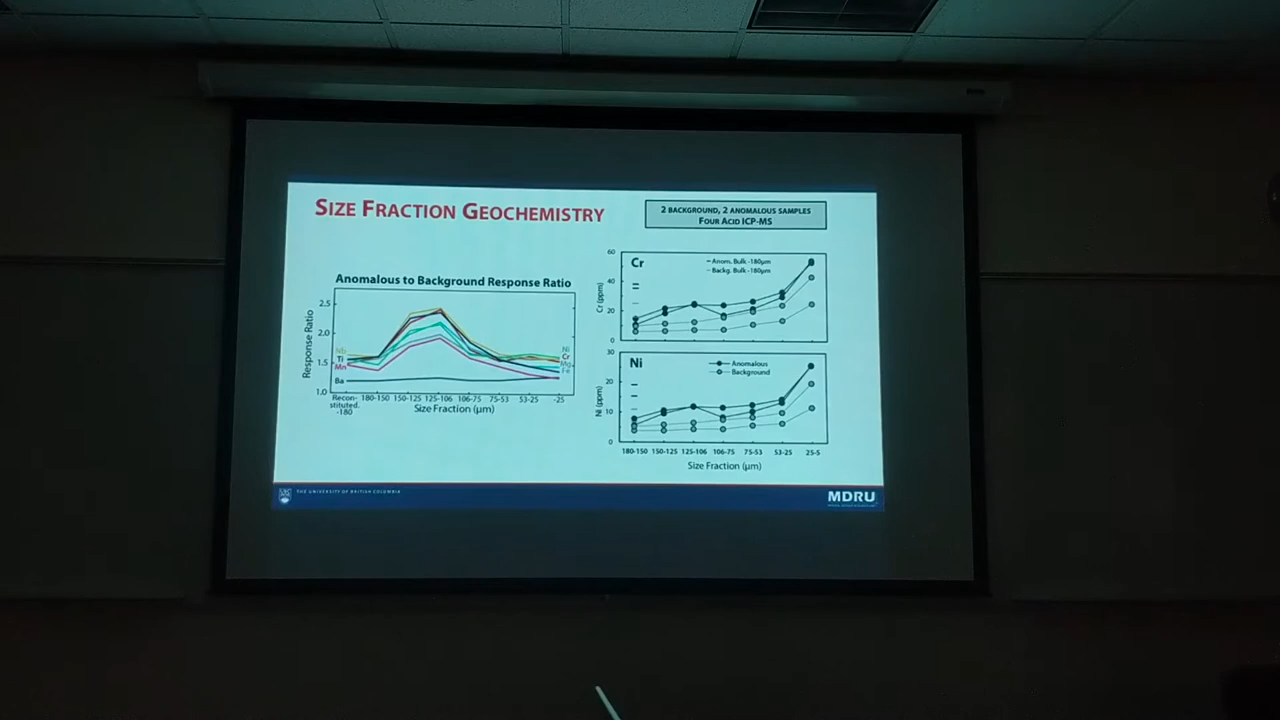 SIZE FRACTION GEOCHEMISTRY
2 BACKGROUND, 2 ANOMALOUS SAMPLES
FOUR ACID ICP-MS
Anomalous to Background Response Ratio
Response Ratio
2.5
2.0
1.5
1.0
Nb
Ti
Mn
Ba
Ni
Cr
Mg
Fe
Recon-
stituted.
-180
180-150
150-125
125-106
106-75
75-53
53-25
-25
Size Fraction (µm)
Cr
Anom. Bulk -180µm
Backg. Bulk -180µm
Cr (ppm)
60
40
20
0
Ni
Anomalous
Background
Ni (ppm)
30
20
10
0
180-150
150-125
125-106
106-75
75-53
53-25
25-5
Size Fraction (µm)
THE UNIVERSITY OF BRITISH COLUMBIA
MDRU